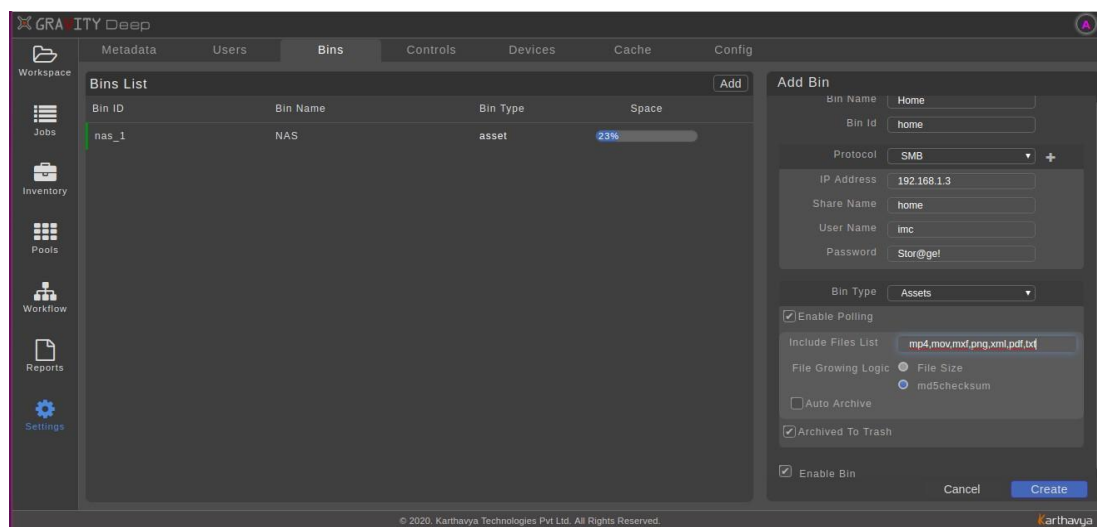 GRAVITY Deep
A
Metadata Users Bins Controls Devices Cache Config
Workspace
Jobs
Inventory
Pools
Workflow
Reports
Settings
Bins List Add
Bin ID Bin Name Bin Type Space
nas_1 NAS asset 23%
Add Bin
Bin Name Home
Bin Id home
Protocol SMB
IP Address 192.168.1.3
Share Name home
User Name imc
Password Stor@ge!
Bin Type Assets
Enable Polling
Include Files List mp4,mov,mxf,png,xml,pdf,txt
File Growing Logic File Size
md5checksum
Auto Archive
Archived To Trash
Enable Bin
Cancel Create
© 2020. Karthavya Technologies Pvt Ltd. All Rights Reserved.
Karthavya